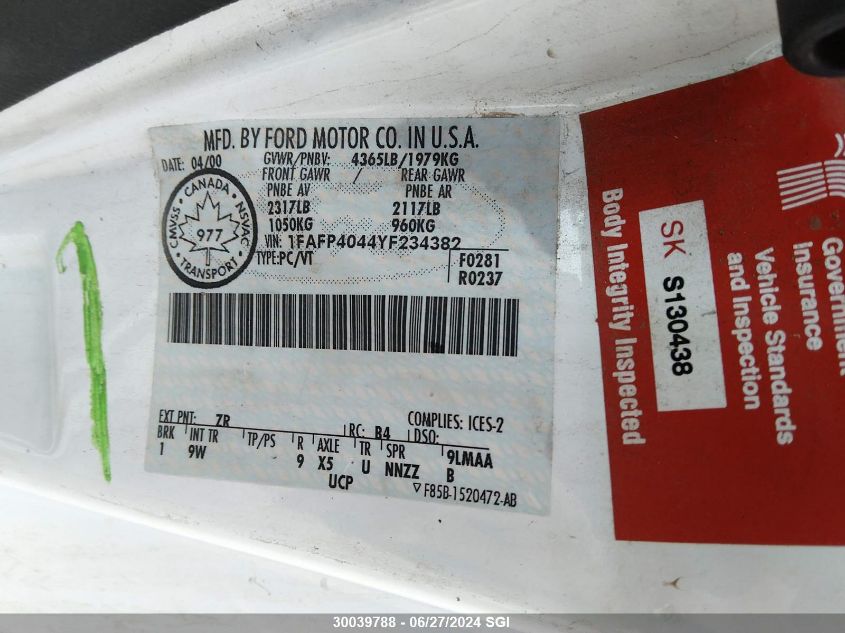 MFD. BY FORD MOTOR CO. IN U.S.A.
DATE: 04/00 GVWR/PNBV: 4365LB/1979KG
FRONT GAWR / REAR GAWR
PNBE AV PNBE AR
2317LB 2117LB
1050KG 960KG
VIN: 1FAFP4044YF234382
TYPE:PC/VT F0281
R0237
CANADA
CMVSS NSVAC
977
TRANSPORT
EXT PNT: ZR RC: B4 COMPLIES: ICES-2
DSO:
BRK INT TR TP/PS R AXLE TR SPR 9LMAA
1 9W 9 X5 U NNZZ B
UCP F85B-1520472-AB
Body Integrity Inspected
SK S130438
Vehicle Standards
and Inspection
Government
insurance
30039788 - 06/27/2024 SGI